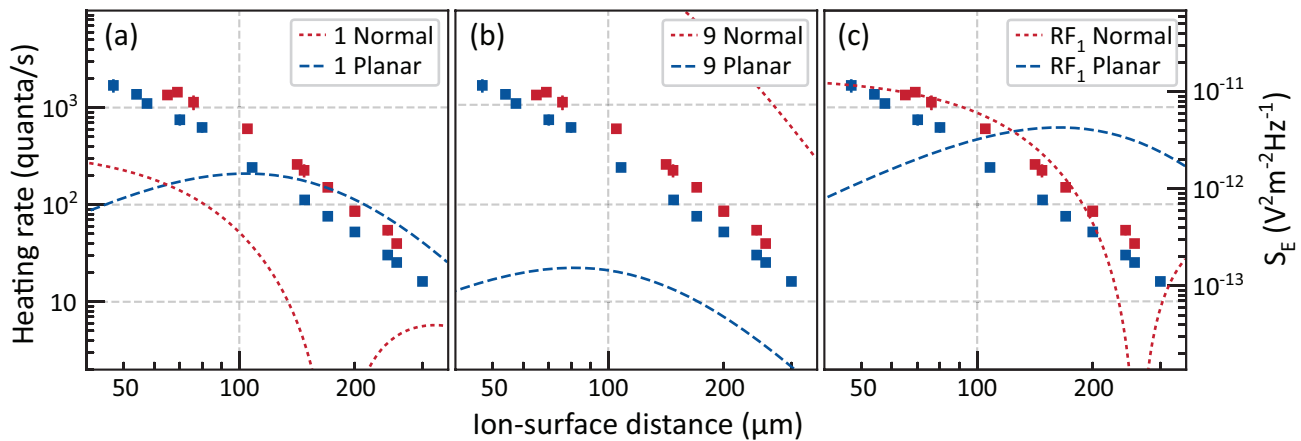 (a)
1 Normal
1 Planar
(b)
9 Normal
9 Planar
(c)
RF₁ Normal
RF₁ Planar
Heating rate (quanta/s)
10³
10²
10
10⁻¹¹
10⁻¹²
10⁻¹³
S_E (V²m⁻²Hz⁻¹)
50 100 200 50 100 200 50 100 200
Ion-surface distance (μm)